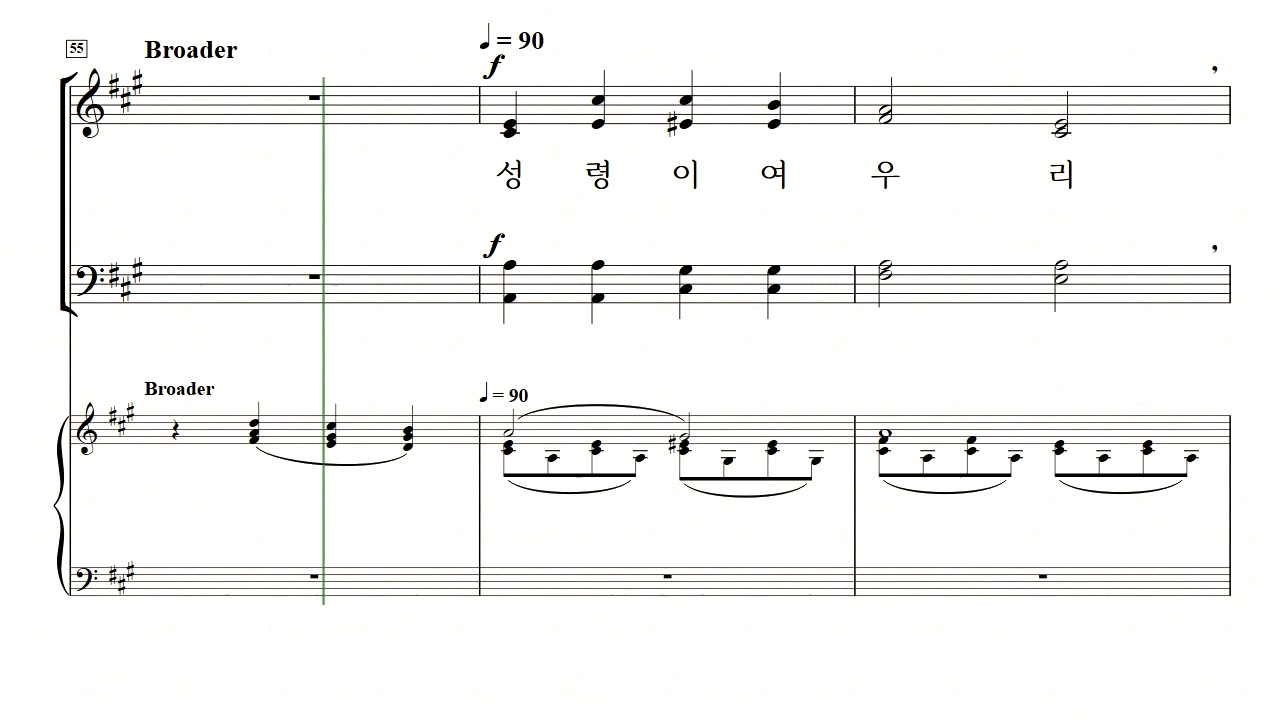 55
Broader
♩ = 90
f
성 령 이 여 우 리
f
Broader
♩ = 90